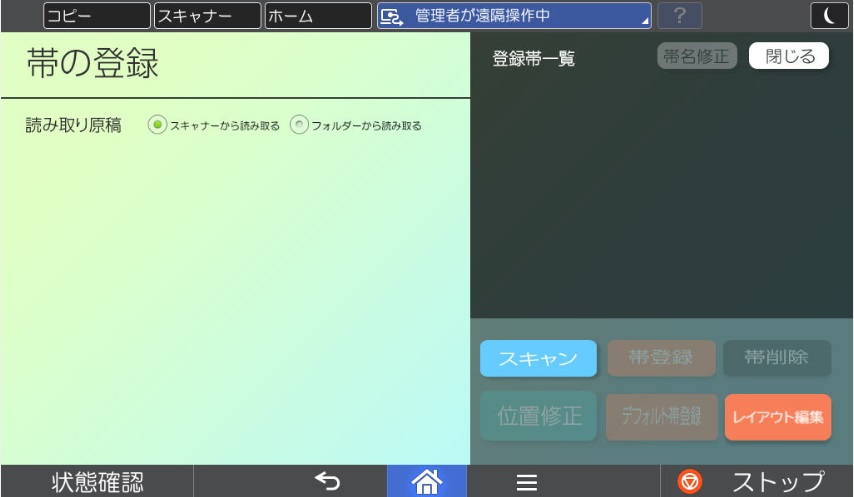 コピー
スキャナー
ホーム
管理者が遠隔操作中
?
帯の登録
登録帯一覧
帯名修正
閉じる
読み取り原稿
スキャナーから読み取る
フォルダーから読み取る
スキャン
帯登録
帯削除
位置修正
デフォルト帯登録
レイアウト編集
状態確認
ストップ